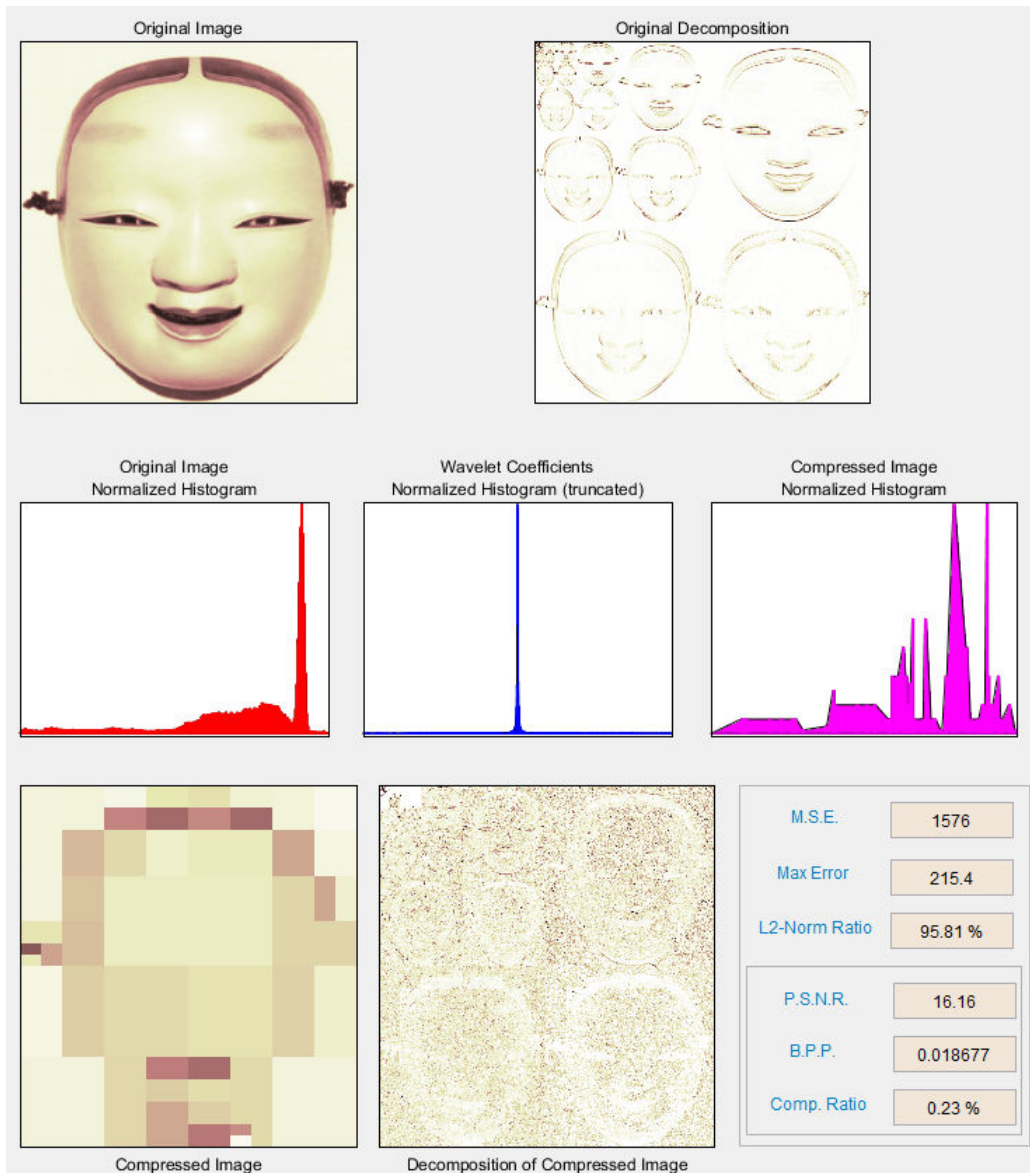 Original Image
Original Decomposition
Original Image
Normalized Histogram
Wavelet Coefficients
Normalized Histogram (truncated)
Compressed Image
Normalized Histogram
M.S.E.
1576
Max Error
215.4
L2-Norm Ratio
95.81 %
P.S.N.R.
16.16
B.P.P.
0.018677
Comp. Ratio
0.23 %
Compressed Image
Decomposition of Compressed Image